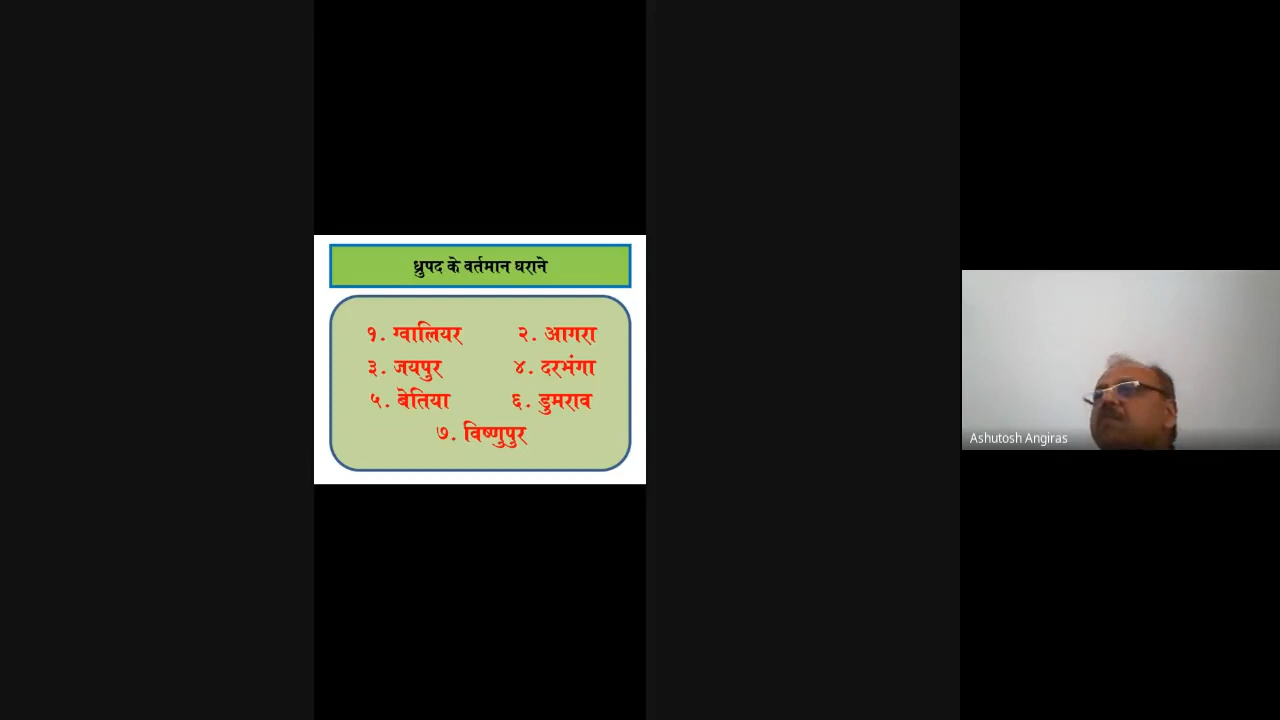 ध्रुपद के वर्तमान घराने
१. ग्वालियर २. आगरा
३. जयपुर ४. दरभंगा
५. बेतिया ६. डुमराव
७. विष्णुपुर
Ashutosh Angiras